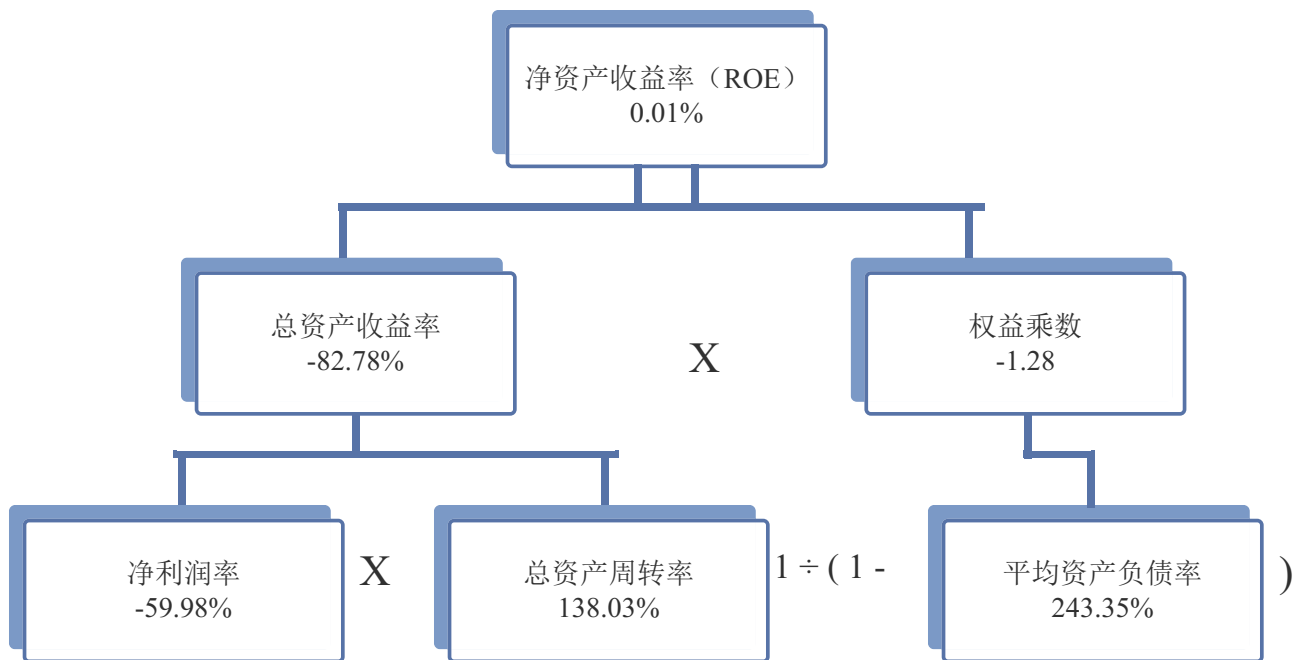 净资产收益率（ROE）
0.01%
总资产收益率
-82.78%
X
权益乘数
-1.28
净利润率
-59.98%
X
总资产周转率
138.03%
1 ÷ ( 1 -
平均资产负债率
243.35%
)